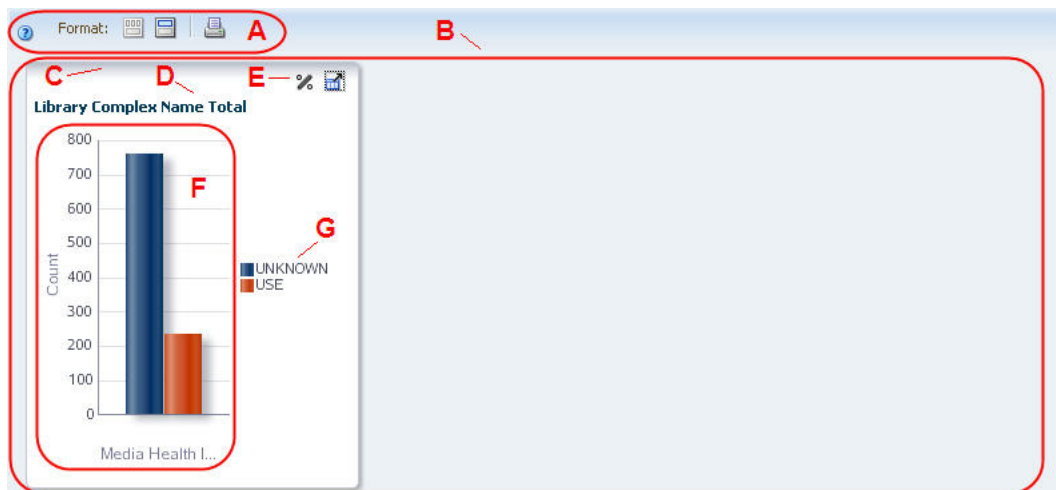 Format:
A
B
C
D
E
%
Library Complex Name Total
800
700
600
500
400
300
200
100
0
Count
F
G
UNKNOWN
USE
Media Health I...